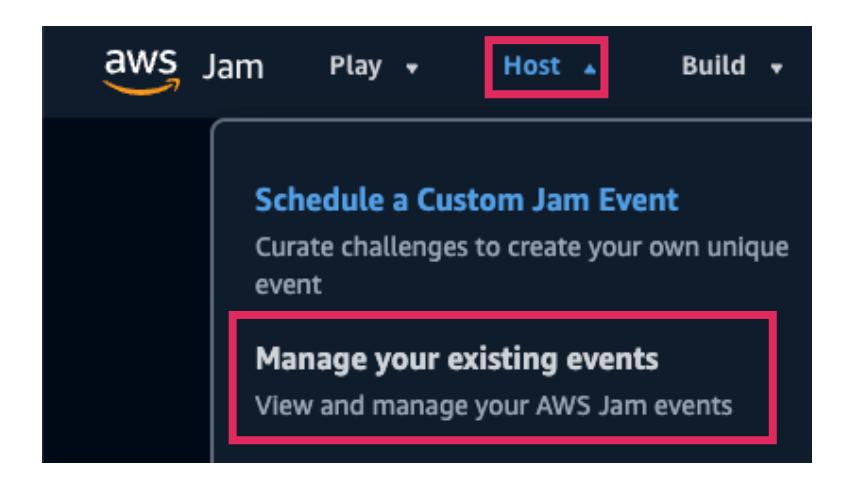 aws Jam Play Host Build
Schedule a Custom Jam Event
Curate challenges to create your own unique
event
Manage your existing events
View and manage your AWS Jam events